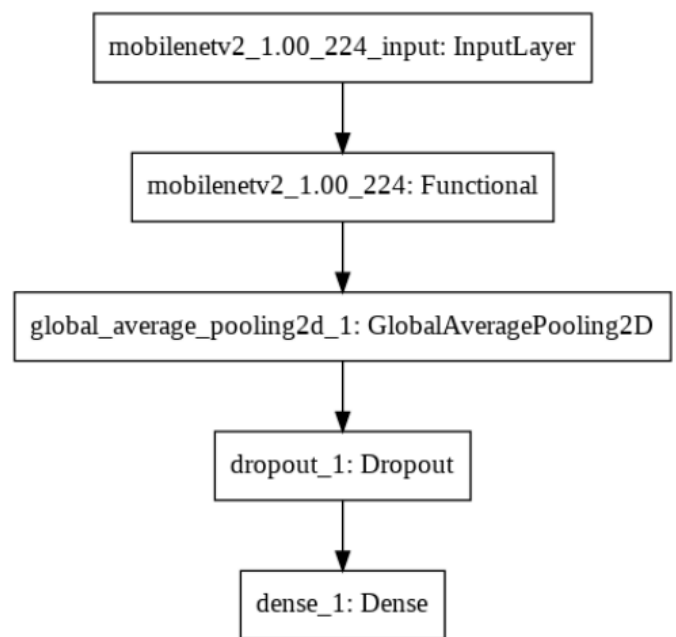 mobilenetv2_1.00_224_input: InputLayer
mobilenetv2_1.00_224: Functional
global_average_pooling2d_1: GlobalAveragePooling2D
dropout_1: Dropout
dense_1: Dense